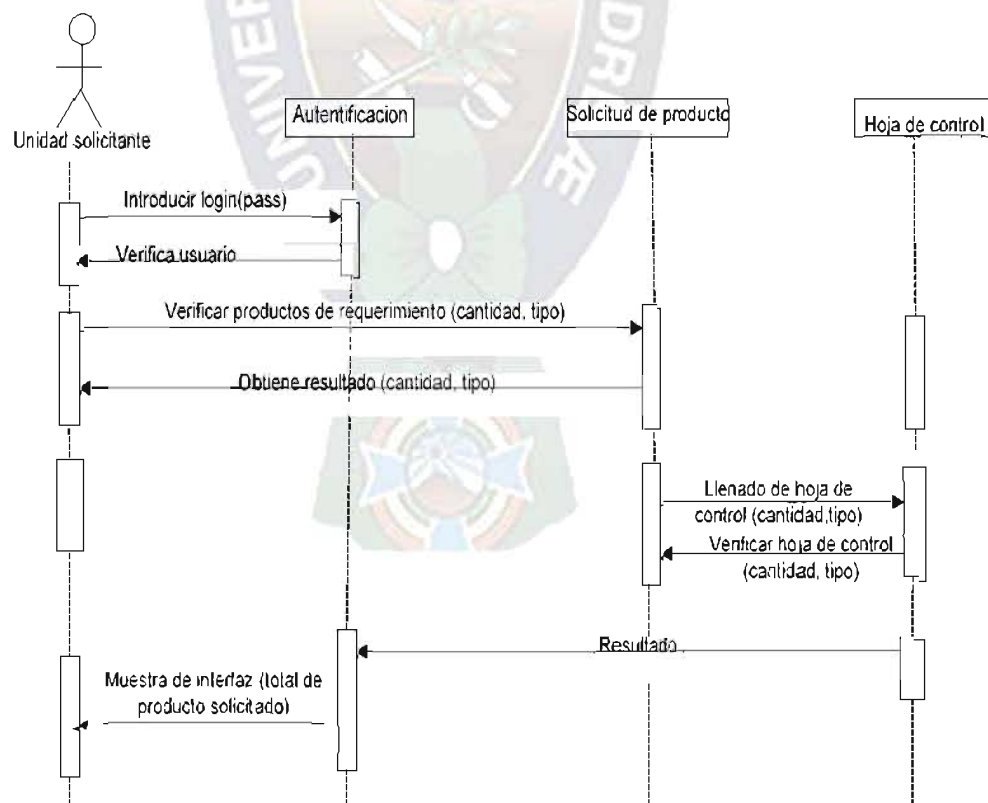 Unidad solicitante
Autentificacion
Solicitud de producto
Hoja de control
Introducir login(pass)
Verifica usuario
Verificar productos de requerimiento (cantidad, tipo)
Obtiene resultado (cantidad, tipo)
Llenado de hoja de
control (cantidad,tipo)
Verificar hoja de control
(cantidad, tipo)
Resultado
Muestra de interfaz (total de
producto solicitado)